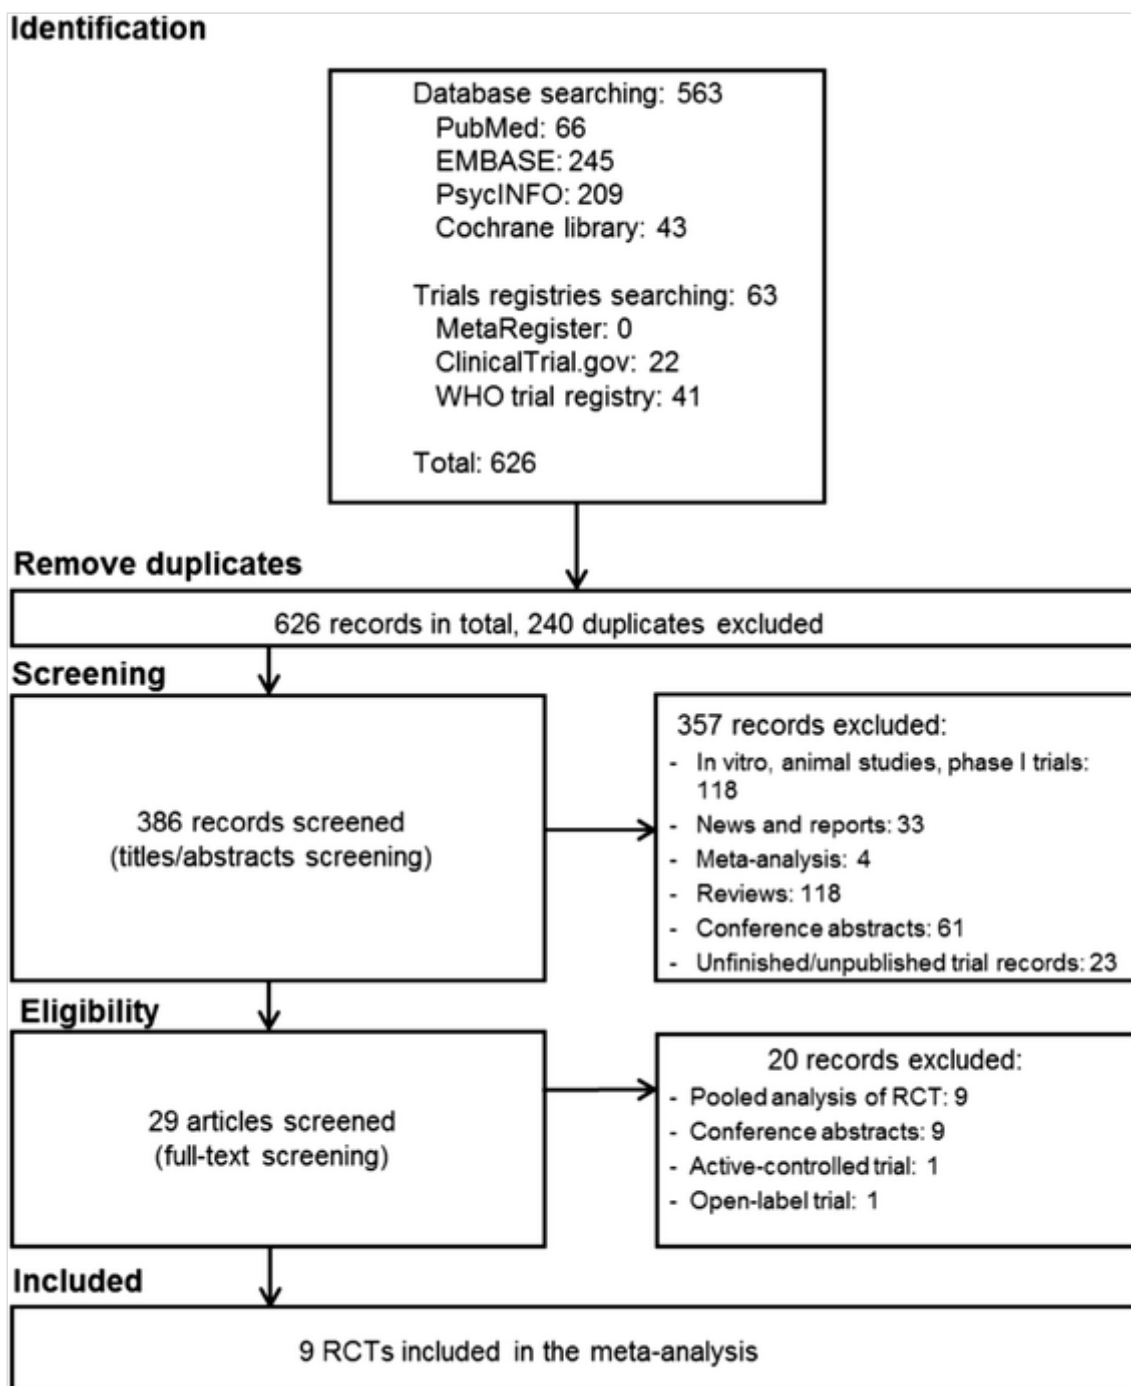 Identification
Database searching: 563
PubMed: 66
EMBASE: 245
PsycINFO: 209
Cochrane library: 43
Trials registries searching: 63
MetaRegister: 0
ClinicalTrial.gov: 22
WHO trial registry: 41
Total: 626
Remove duplicates
626 records in total, 240 duplicates excluded
Screening
386 records screened
(titles/abstracts screening)
357 records excluded:
- In vitro, animal studies, phase I trials:
118
- News and reports: 33
- Meta-analysis: 4
- Reviews: 118
- Conference abstracts: 61
- Unfinished/unpublished trial records: 23
Eligibility
29 articles screened
(full-text screening)
20 records excluded:
- Pooled analysis of RCT: 9
- Conference abstracts: 9
- Active-controlled trial: 1
- Open-label trial: 1
Included
9 RCTs included in the meta-analysis